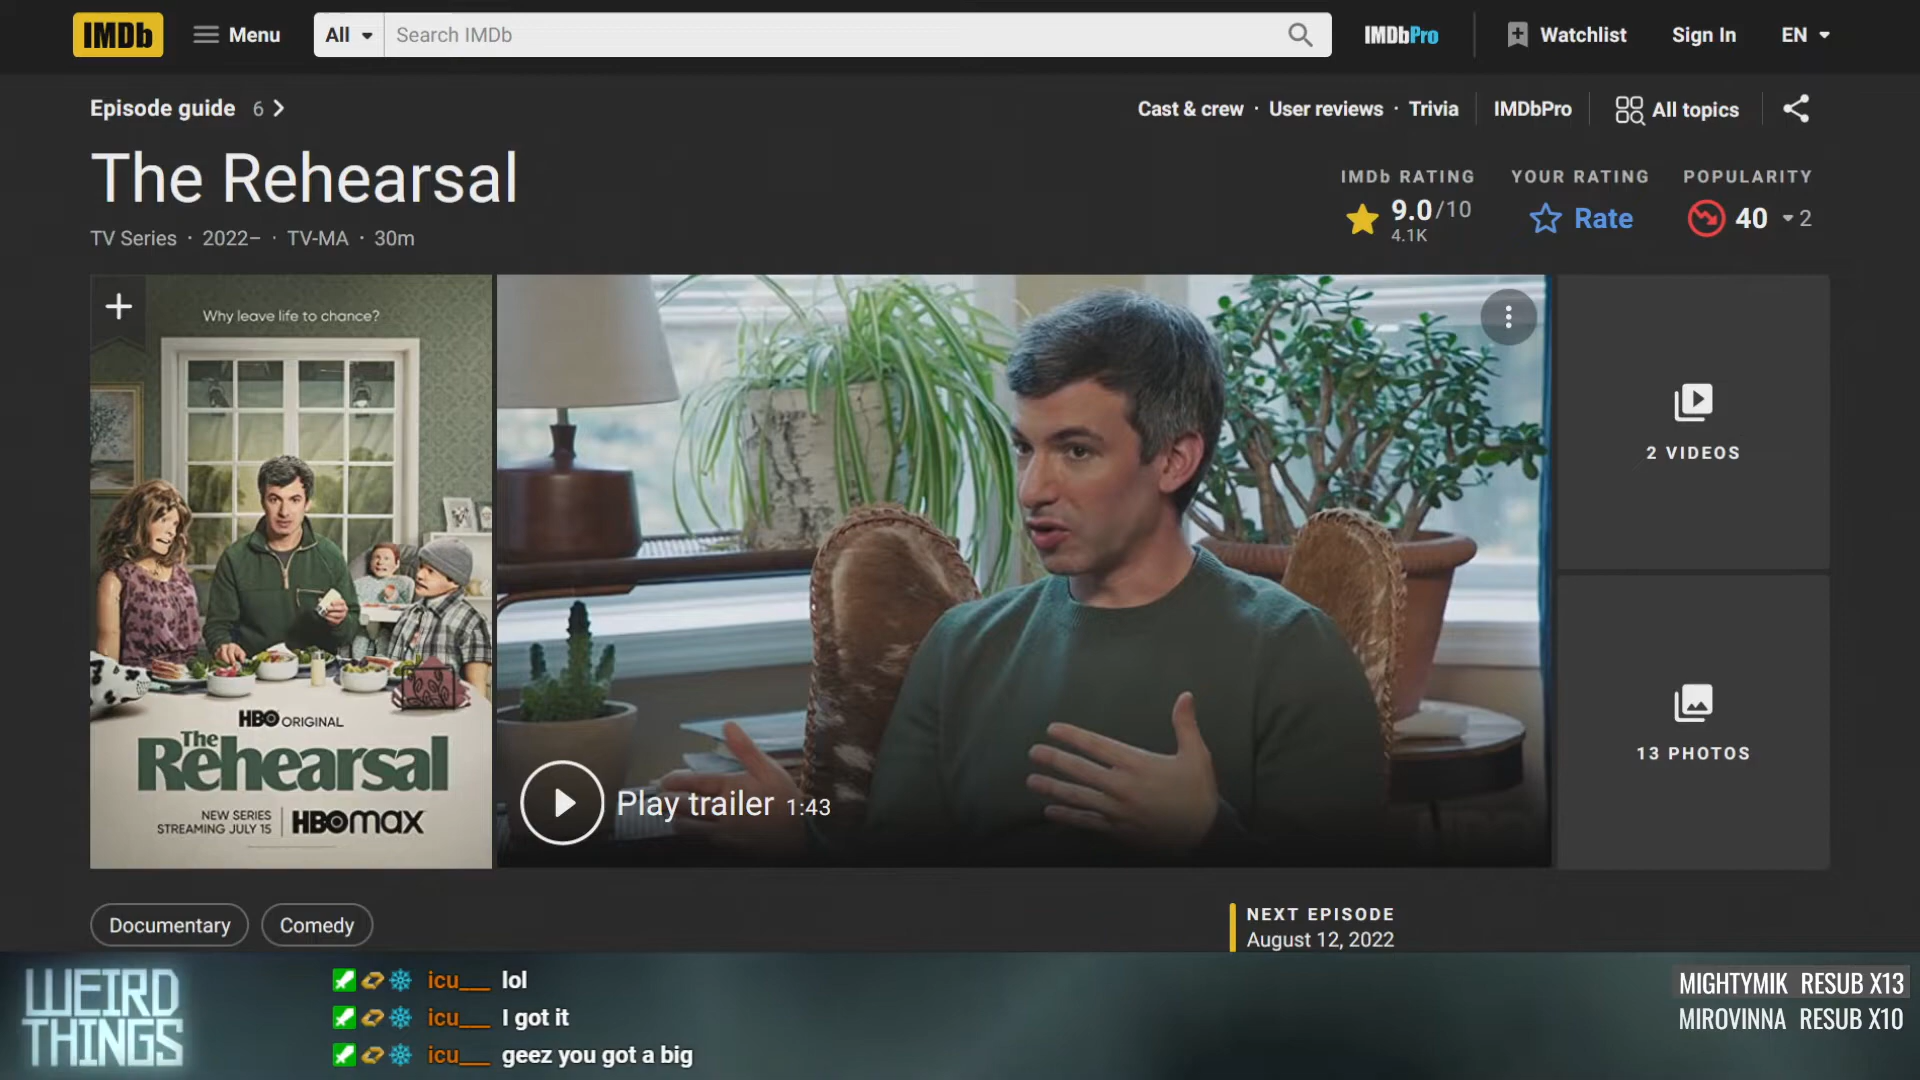 IMDb
Menu
All
Search IMDb
IMDbPro
Watchlist
Sign In
EN
Episode guide 6
Cast & crew · User reviews · Trivia
IMDbPro
All topics
The Rehearsal
TV Series · 2022– · TV-MA · 30m
IMDb RATING
9.0/10
4.1K
YOUR RATING
Rate
POPULARITY
40
2
Why leave life to chance?
HBO ORIGINAL
The
Rehearsal
NEW SERIES
STREAMING JULY 15
HBOMAX
Play trailer 1:43
2 VIDEOS
13 PHOTOS
Documentary
Comedy
NEXT EPISODE
August 12, 2022
WEIRD
THINGS
icu___ lol
icu___ I got it
icu___ geez you got a big
MIGHTYMIK RESUB X13
MIROVINNA RESUB X10